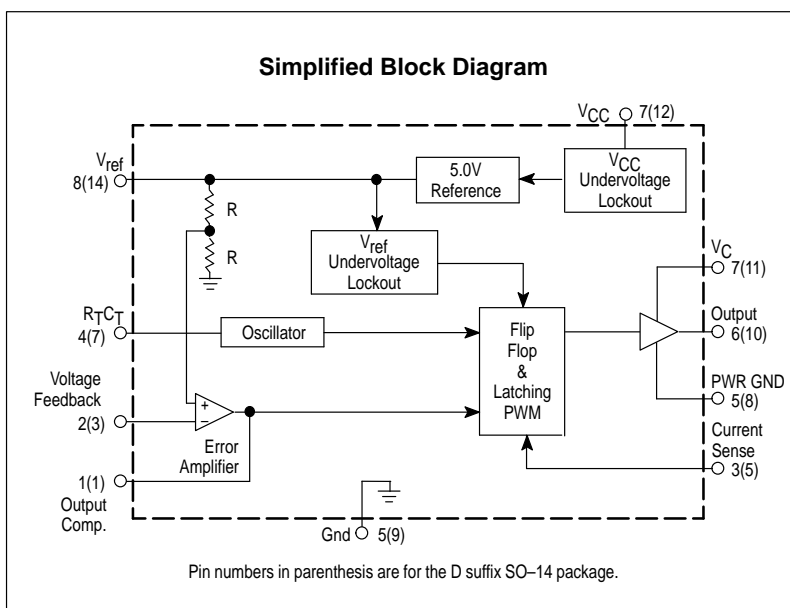 Simplified Block Diagram
VCC 7(12)
Vref
8(14)
5.0V
Reference
VCC
Undervoltage
Lockout
R
R
Vref
Undervoltage
Lockout
VC
7(11)
RTCT
4(7)
Oscillator
Flip
Flop
&
Latching
PWM
Output
6(10)
Voltage
Feedback
2(3)
+
–
Error
Amplifier
PWR GND
5(8)
Current
Sense
3(5)
1(1)
Output
Comp.
Gnd 5(9)
Pin numbers in parenthesis are for the D suffix SO–14 package.